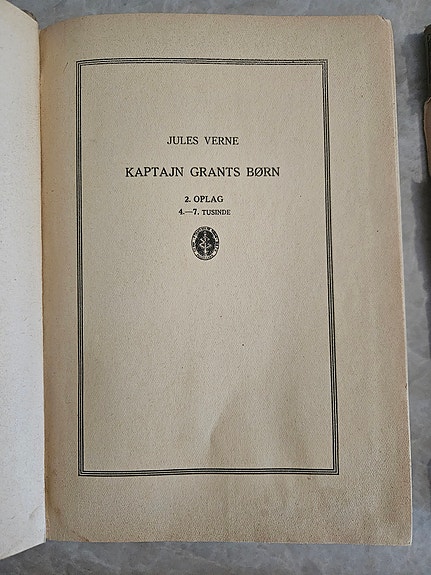 JULES VERNE
KAPTAJN GRANTS BØRN
2. OPLAG
4.—7. TUSINDE